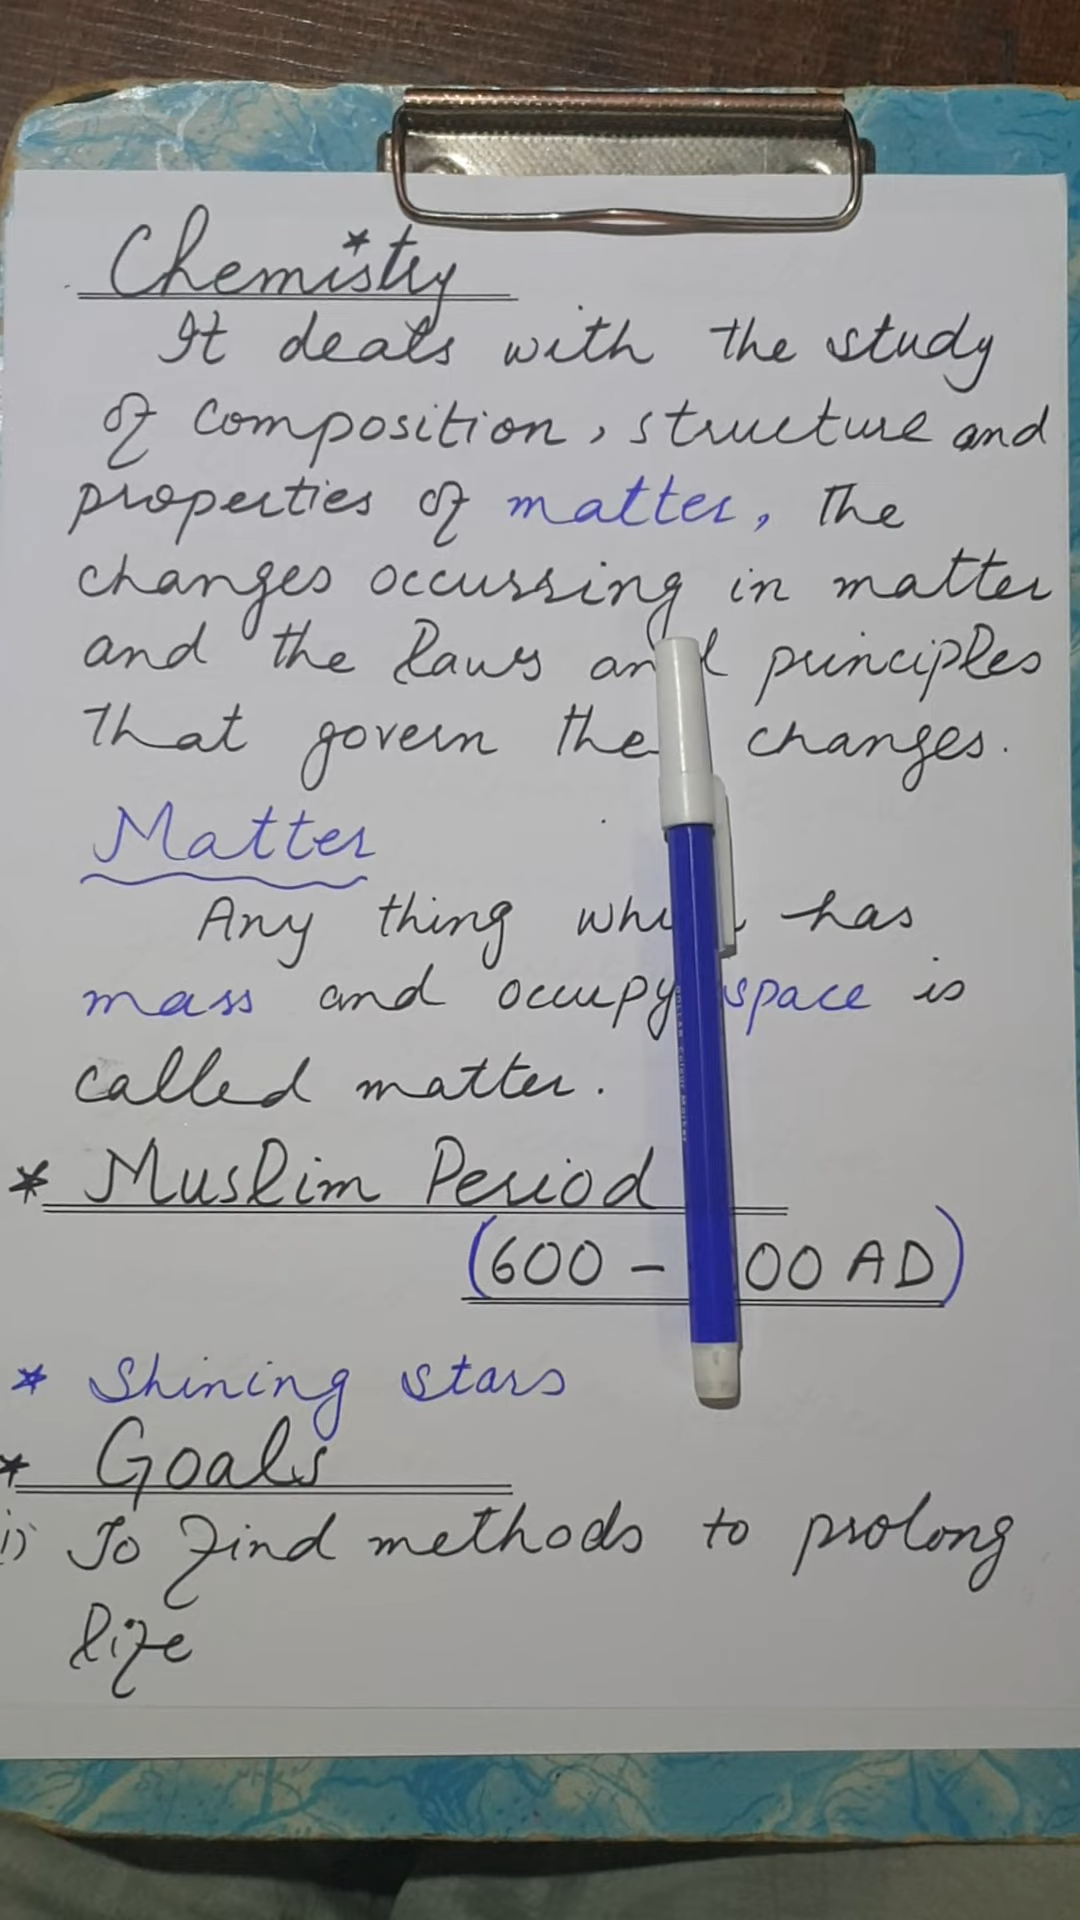 Chemistry
It deals with the study
of composition, structure and
properties of matter, the
changes occurring in matter
and the laws and principles
that govern the changes.
Matter
Any thing which has
mass and occupy space is
called matter.
* Muslim Period
(600 - 00 AD)
* Shining stars
* Goals
i) To find methods to prolong
life